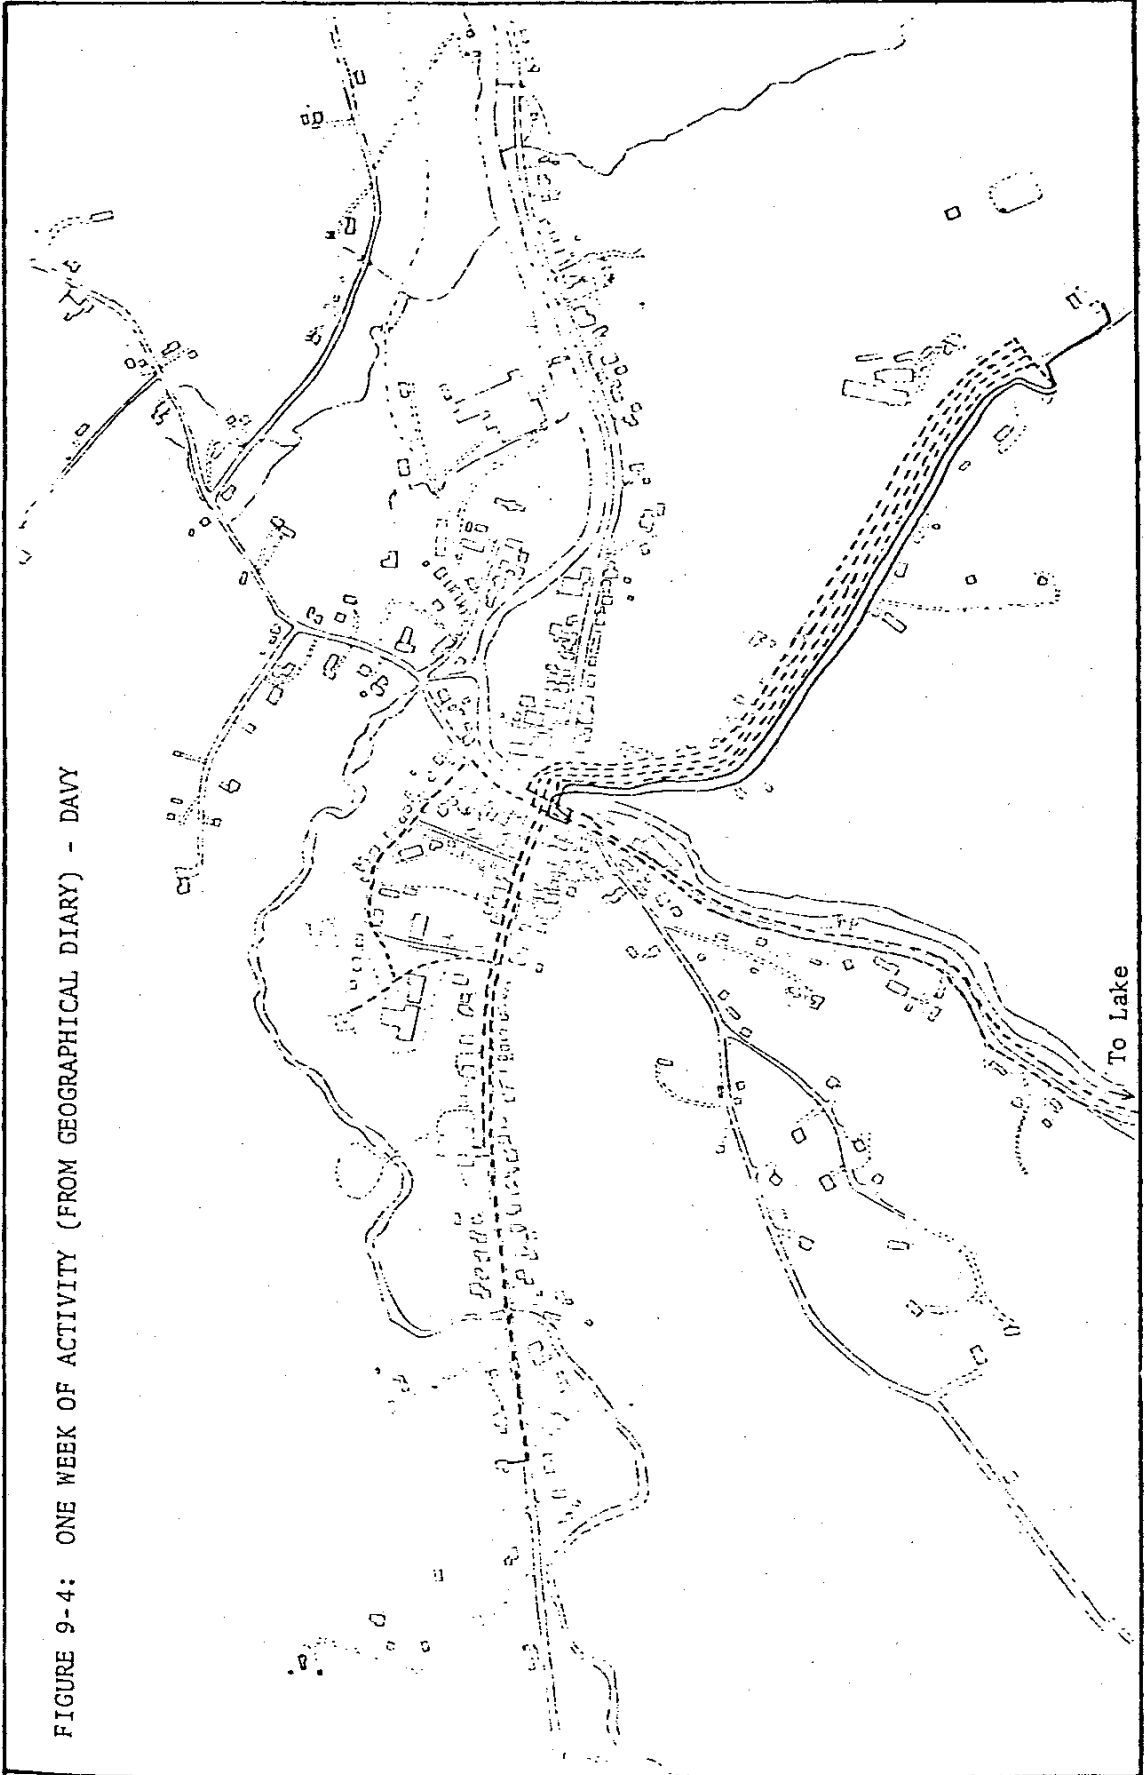 FIGURE 9-4: ONE WEEK OF ACTIVITY (FROM GEOGRAPHICAL DIARY) - DAVY
To Lake